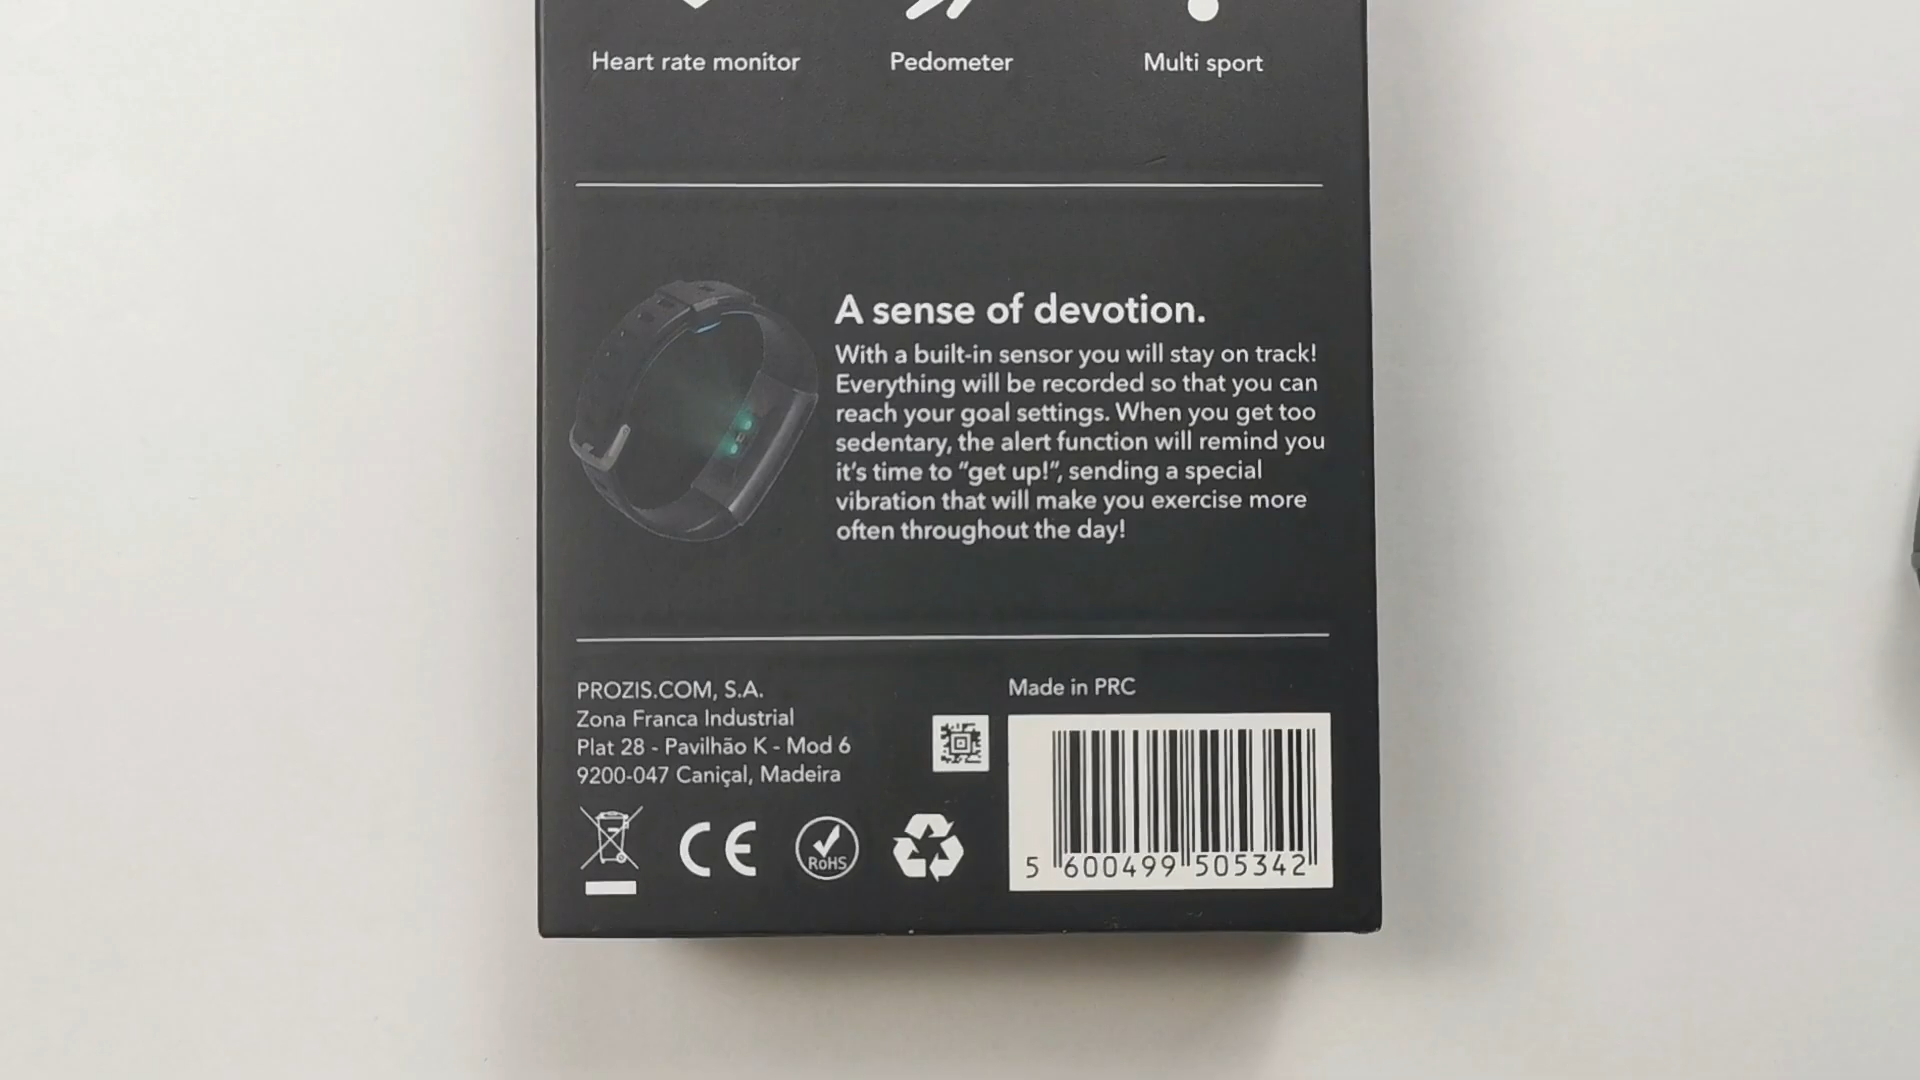 Heart rate monitor
Pedometer
Multi sport
A sense of devotion.
With a built-in sensor you will stay on track!
Everything will be recorded so that you can
reach your goal settings. When you get too
sedentary, the alert function will remind you
it's time to “get up!“, sending a special
vibration that will make you exercise more
often throughout the day!
PROZIS.COM, S.A.
Zona Franca Industrial
Plat 28 - Pavilhão K - Mod 6
9200-047 Caniçal, Madeira
Made in PRC
CE
RoHS
5 600499 505342